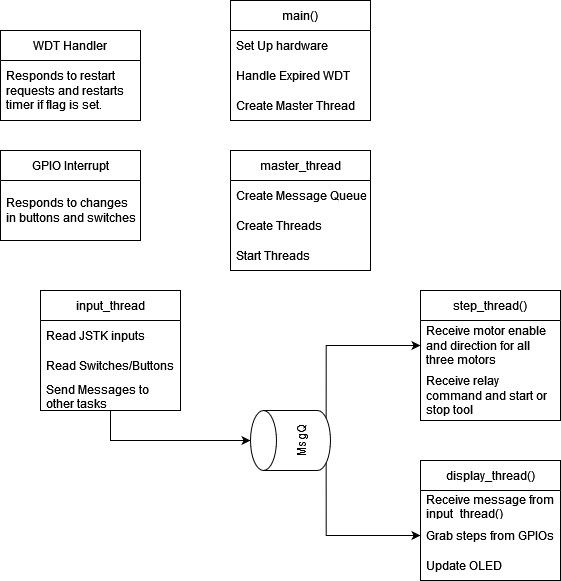 main()
Set Up hardware
Handle Expired WDT
Create Master Thread
WDT Handler
Responds to restart
requests and restarts
timer if flag is set.
GPIO Interrupt
Responds to changes
in buttons and switches
master_thread
Create Message Queue
Create Threads
Start Threads
input_thread
Read JSTK inputs
Read Switches/Buttons
Send Messages to
other tasks
MsgQ
step_thread()
Receive motor enable
and direction for all
three motors
Receive relay
command and start or
stop tool
display_thread()
Receive message from
input_thread()
Grab steps from GPIOs
Update OLED